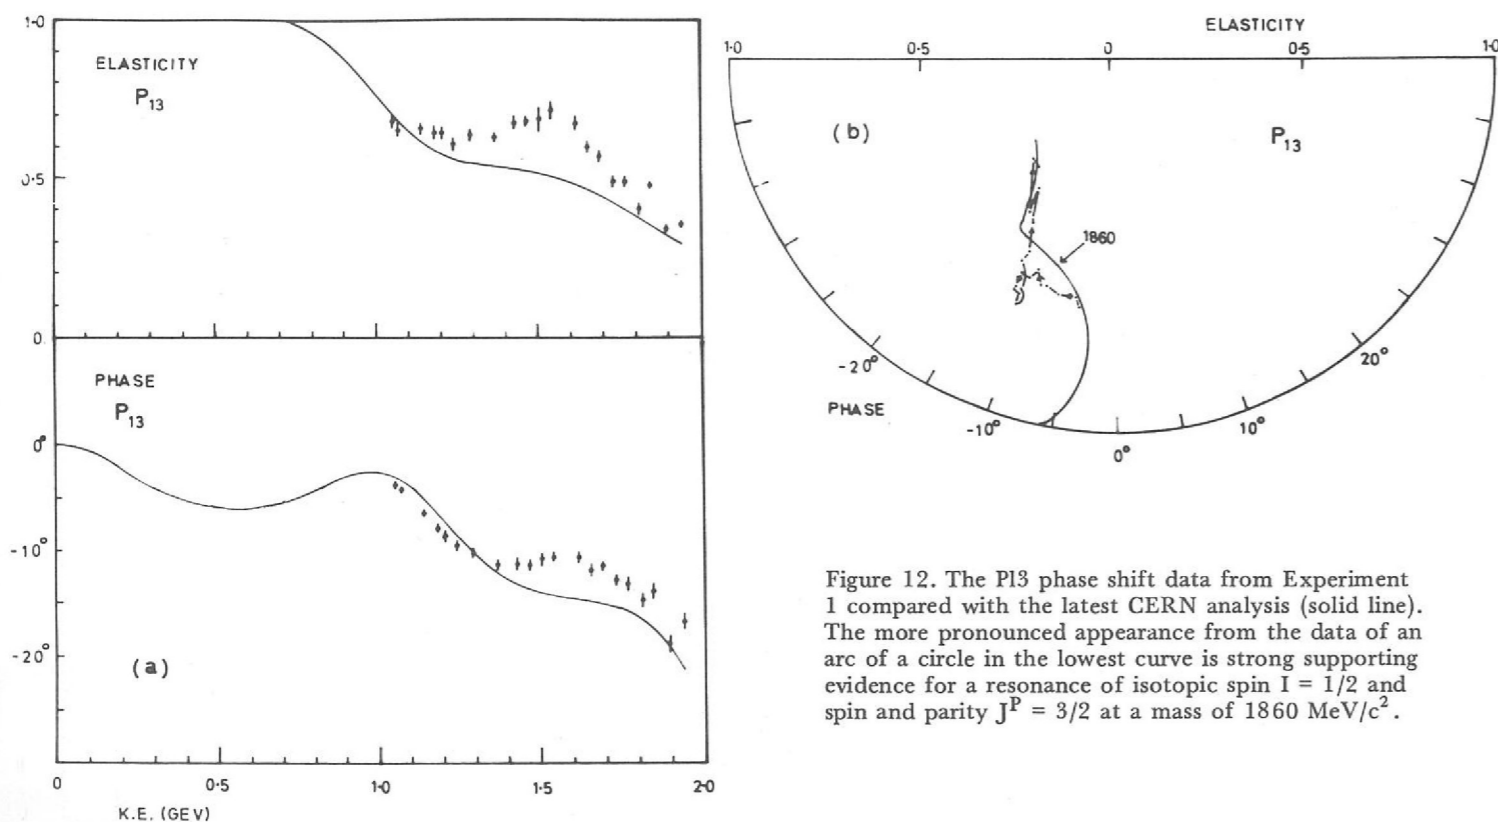 1·0
ELASTICITY
P13
0·5
0.
PHASE
P13
0°
-10°
-20°
(a)
0 0·5 1·0 1·5 2·0
K.E. (GEV)
ELASTICITY
1·0 0·5 0 0·5 1·0
(b)
P13
1860
-20°
20°
PHASE
-10°
10°
0°
Figure 12. The P13 phase shift data from Experiment
1 compared with the latest CERN analysis (solid line).
The more pronounced appearance from the data of an
arc of a circle in the lowest curve is strong supporting
evidence for a resonance of isotopic spin I = 1/2 and
spin and parity J^P = 3/2 at a mass of 1860 MeV/c².